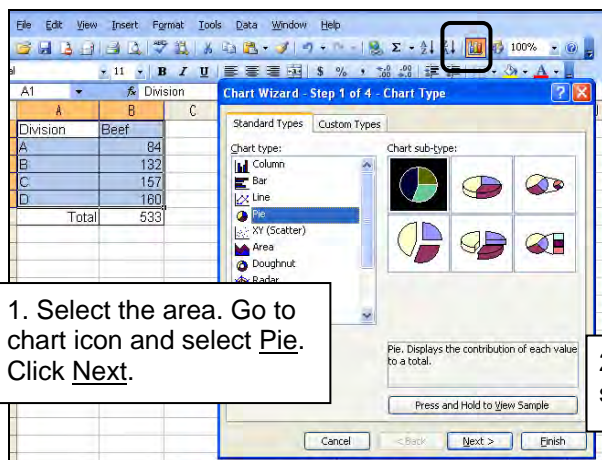 File Edit View Insert Format Tools Data Window Help
Σ 100%
11 B I U $ % ,
A1 fx Division
Chart Wizard - Step 1 of 4 - Chart Type
A B C
Standard Types Custom Types
Division Beef
A 84
B 132
C 157
D 160
Total 533
Chart type:
Column
Bar
Line
Pie
XY (Scatter)
Area
Doughnut
Radar
Chart sub-type:
1. Select the area. Go to
chart icon and select Pie.
Click Next.
Pie. Displays the contribution of each value
to a total.
Press and Hold to View Sample
Cancel < Back Next > Finish
2
s